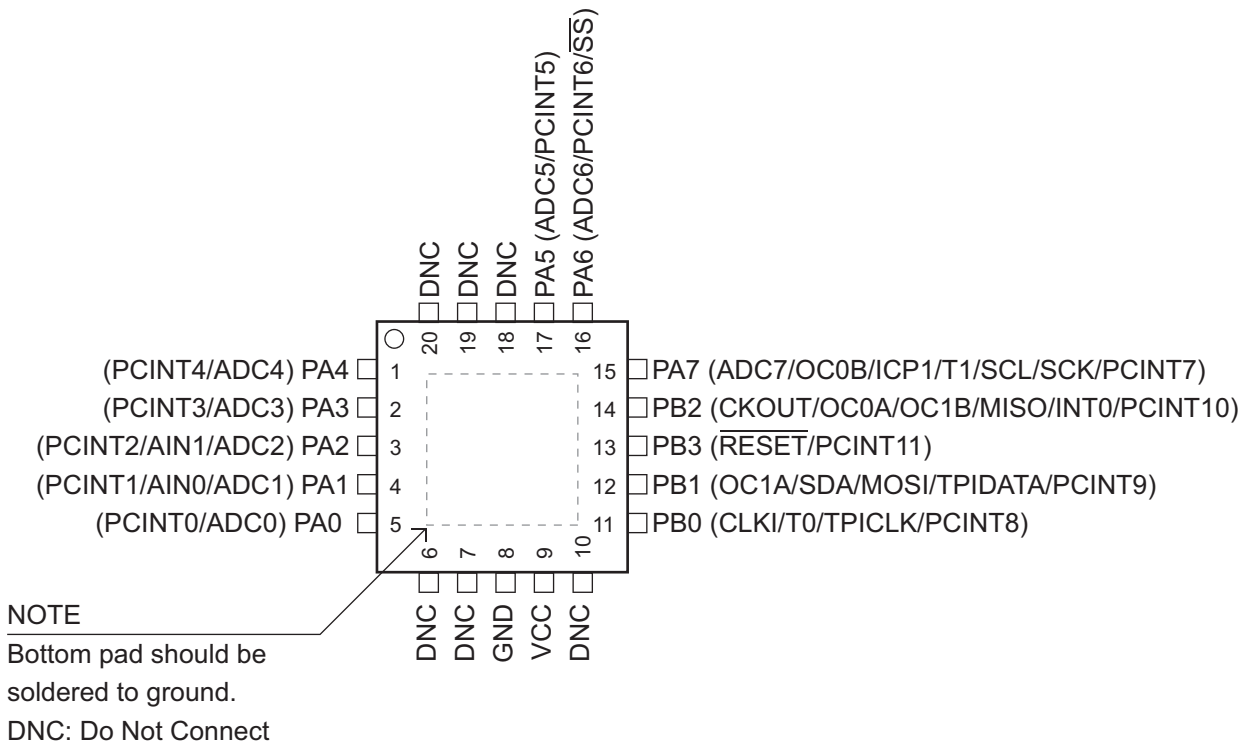 PA6 (ADC6/PCINT6/SS)
PA5 (ADC5/PCINT5)
DNC
DNC
DNC
20
19
18
17
16
(PCINT4/ADC4) PA4
1
15
PA7 (ADC7/OC0B/ICP1/T1/SCL/SCK/PCINT7)
(PCINT3/ADC3) PA3
2
14
PB2 (CKOUT/OC0A/OC1B/MISO/INT0/PCINT10)
(PCINT2/AIN1/ADC2) PA2
3
13
PB3 (RESET/PCINT11)
(PCINT1/AIN0/ADC1) PA1
4
12
PB1 (OC1A/SDA/MOSI/TPIDATA/PCINT9)
(PCINT0/ADC0) PA0
5
11
PB0 (CLKI/T0/TPICLK/PCINT8)
6
7
8
9
10
DNC
DNC
GND
VCC
DNC
NOTE
Bottom pad should be
soldered to ground.
DNC: Do Not Connect